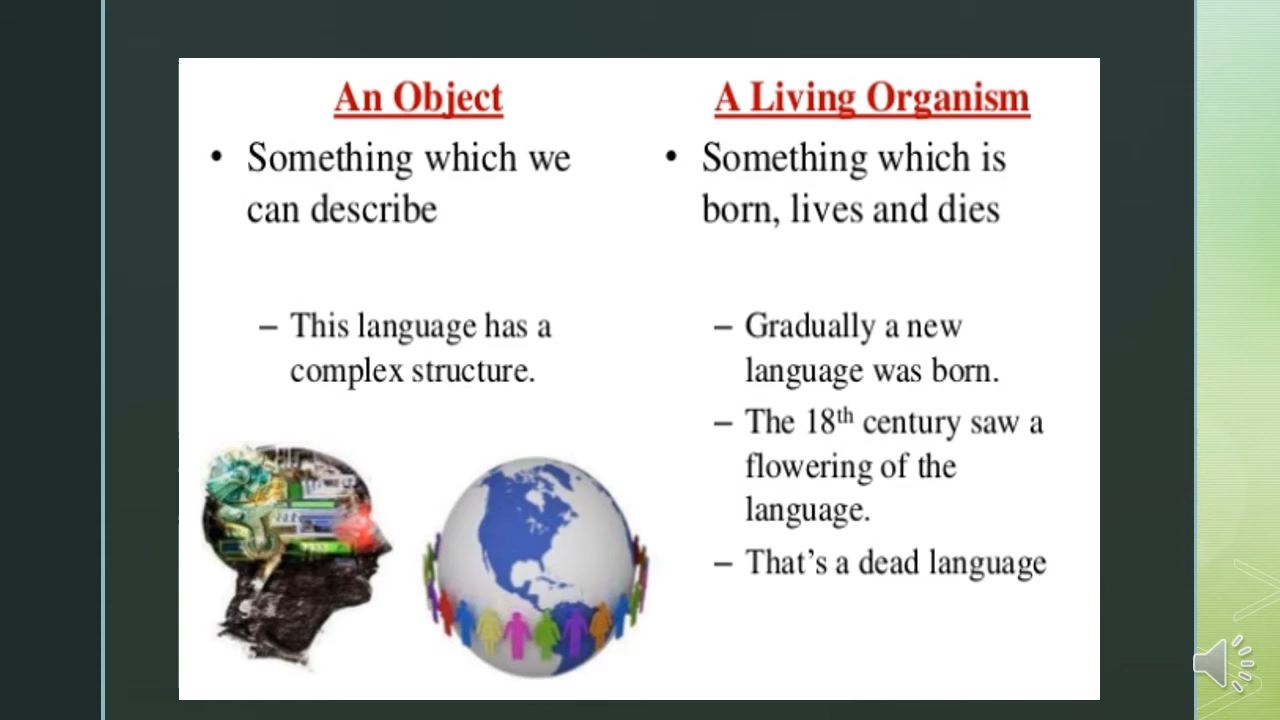 An Object
• Something which we
can describe
– This language has a
complex structure.
A Living Organism
• Something which is
born, lives and dies
– Gradually a new
language was born.
– The 18th century saw a
flowering of the
language.
– That’s a dead language